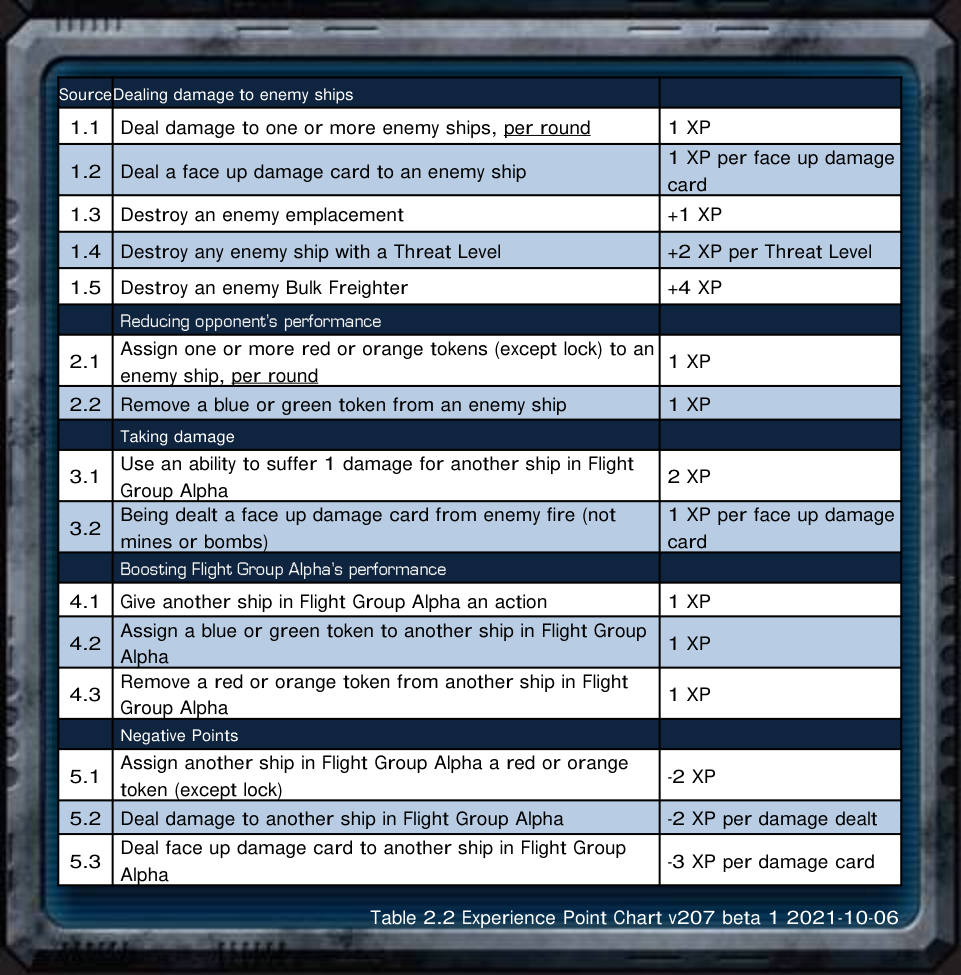 Source Dealing damage to enemy ships
1.1 Deal damage to one or more enemy ships, per round 1 XP
1.2 Deal a face up damage card to an enemy ship 1 XP per face up damage
card
1.3 Destroy an enemy emplacement +1 XP
1.4 Destroy any enemy ship with a Threat Level +2 XP per Threat Level
1.5 Destroy an enemy Bulk Freighter +4 XP
Reducing opponent's performance
2.1 Assign one or more red or orange tokens (except lock) to an
enemy ship, per round 1 XP
2.2 Remove a blue or green token from an enemy ship 1 XP
Taking damage
3.1 Use an ability to suffer 1 damage for another ship in Flight
Group Alpha 2 XP
3.2 Being dealt a face up damage card from enemy fire (not
mines or bombs) 1 XP per face up damage
card
Boosting Flight Group Alpha's performance
4.1 Give another ship in Flight Group Alpha an action 1 XP
4.2 Assign a blue or green token to another ship in Flight Group
Alpha 1 XP
4.3 Remove a red or orange token from another ship in Flight
Group Alpha 1 XP
Negative Points
5.1 Assign another ship in Flight Group Alpha a red or orange
token (except lock) -2 XP
5.2 Deal damage to another ship in Flight Group Alpha -2 XP per damage dealt
5.3 Deal face up damage card to another ship in Flight Group
Alpha -3 XP per damage card
Table 2.2 Experience Point Chart v207 beta 1 2021-10-06